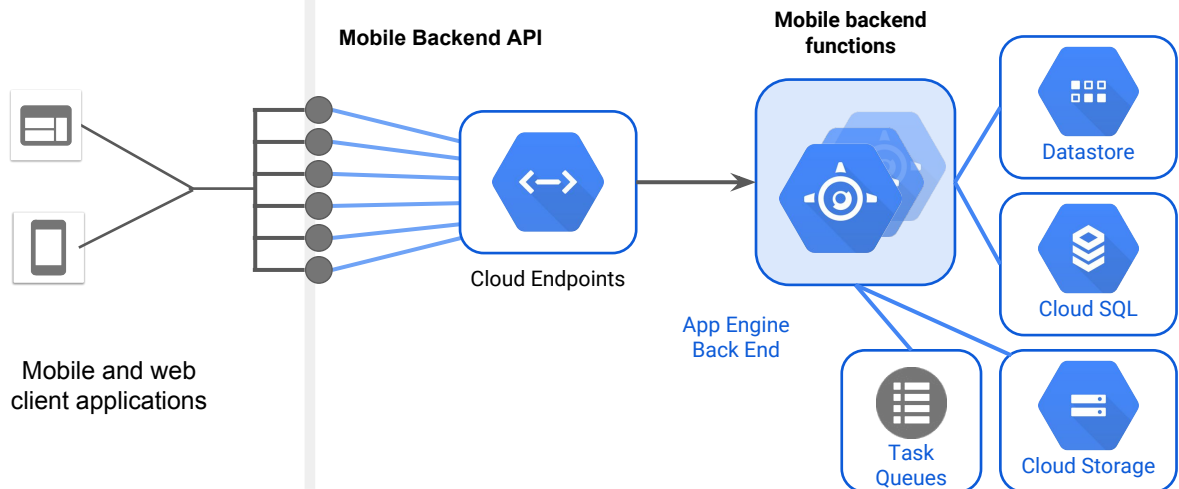 Mobile Backend API
Mobile backend
functions
Datastore
Cloud Endpoints
Cloud SQL
App Engine
Back End
Mobile and web
client applications
Task
Queues
Cloud Storage